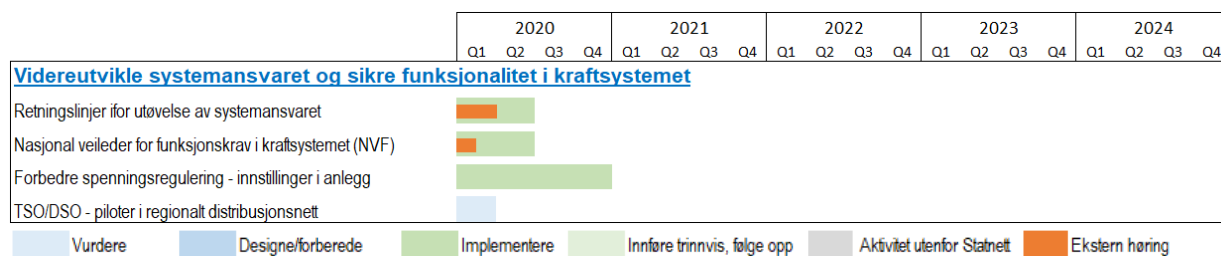 2020 2021 2022 2023 2024
Q1 Q2 Q3 Q4 Q1 Q2 Q3 Q4 Q1 Q2 Q3 Q4 Q1 Q2 Q3 Q4 Q1 Q2 Q3 Q4
Videreutvikle systemansvaret og sikre funksjonalitet i kraftsystemet
Retningslinjer ifor utøvelse av systemansvaret
Nasjonal veileder for funksjonskrav i kraftsystemet (NVF)
Forbedre spenningsregulering - innstillinger i anlegg
TSO/DSO - piloter i regionalt distribusjonsnett
Vurdere Designe/forberede Implementere Innføre trinnvis, følge opp Aktivitet utenfor Statnett Ekstern høring